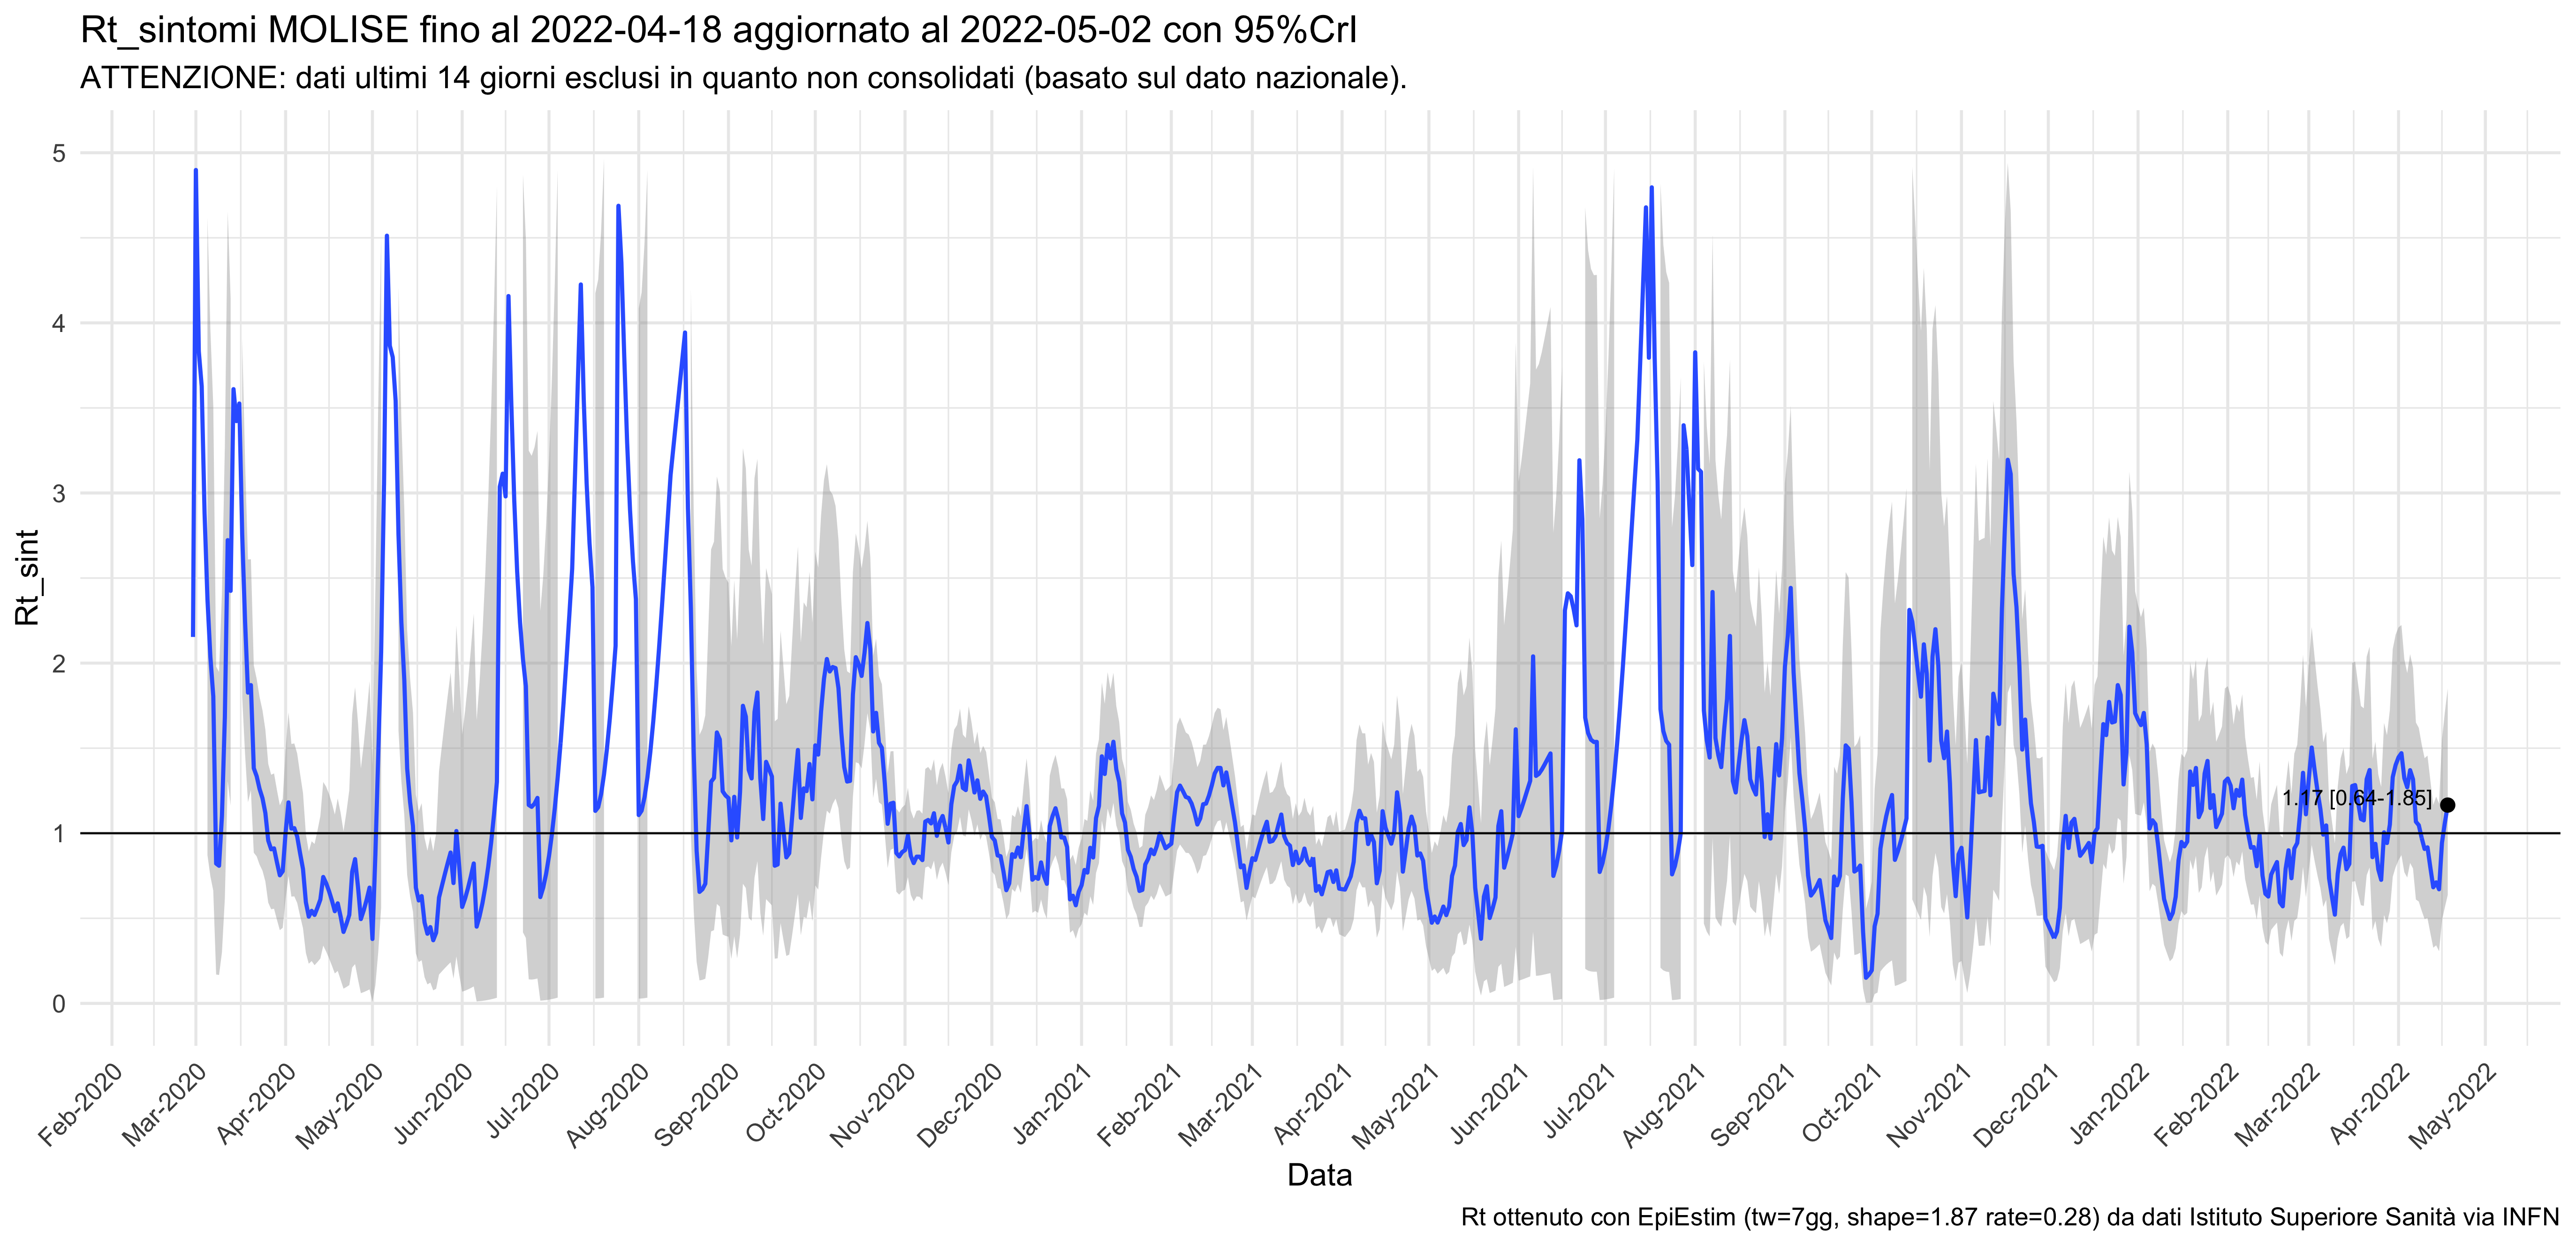 Rt_sintomi MOLISE fino al 2022-04-18 aggiornato al 2022-05-02 con 95%CrI
ATTENZIONE: dati ultimi 14 giorni esclusi in quanto non consolidati (basato sul dato nazionale).
5
4
3
2
1
0
Rt_sint
1.17 [0.64-1.85]
Feb-2020
Mar-2020
Apr-2020
May-2020
Jun-2020
Jul-2020
Aug-2020
Sep-2020
Oct-2020
Nov-2020
Dec-2020
Jan-2021
Feb-2021
Mar-2021
Apr-2021
May-2021
Jun-2021
Jul-2021
Aug-2021
Sep-2021
Oct-2021
Nov-2021
Dec-2021
Jan-2022
Feb-2022
Mar-2022
Apr-2022
May-2022
Data
Rt ottenuto con EpiEstim (tw=7gg, shape=1.87 rate=0.28) da dati Istituto Superiore Sanità via INFN